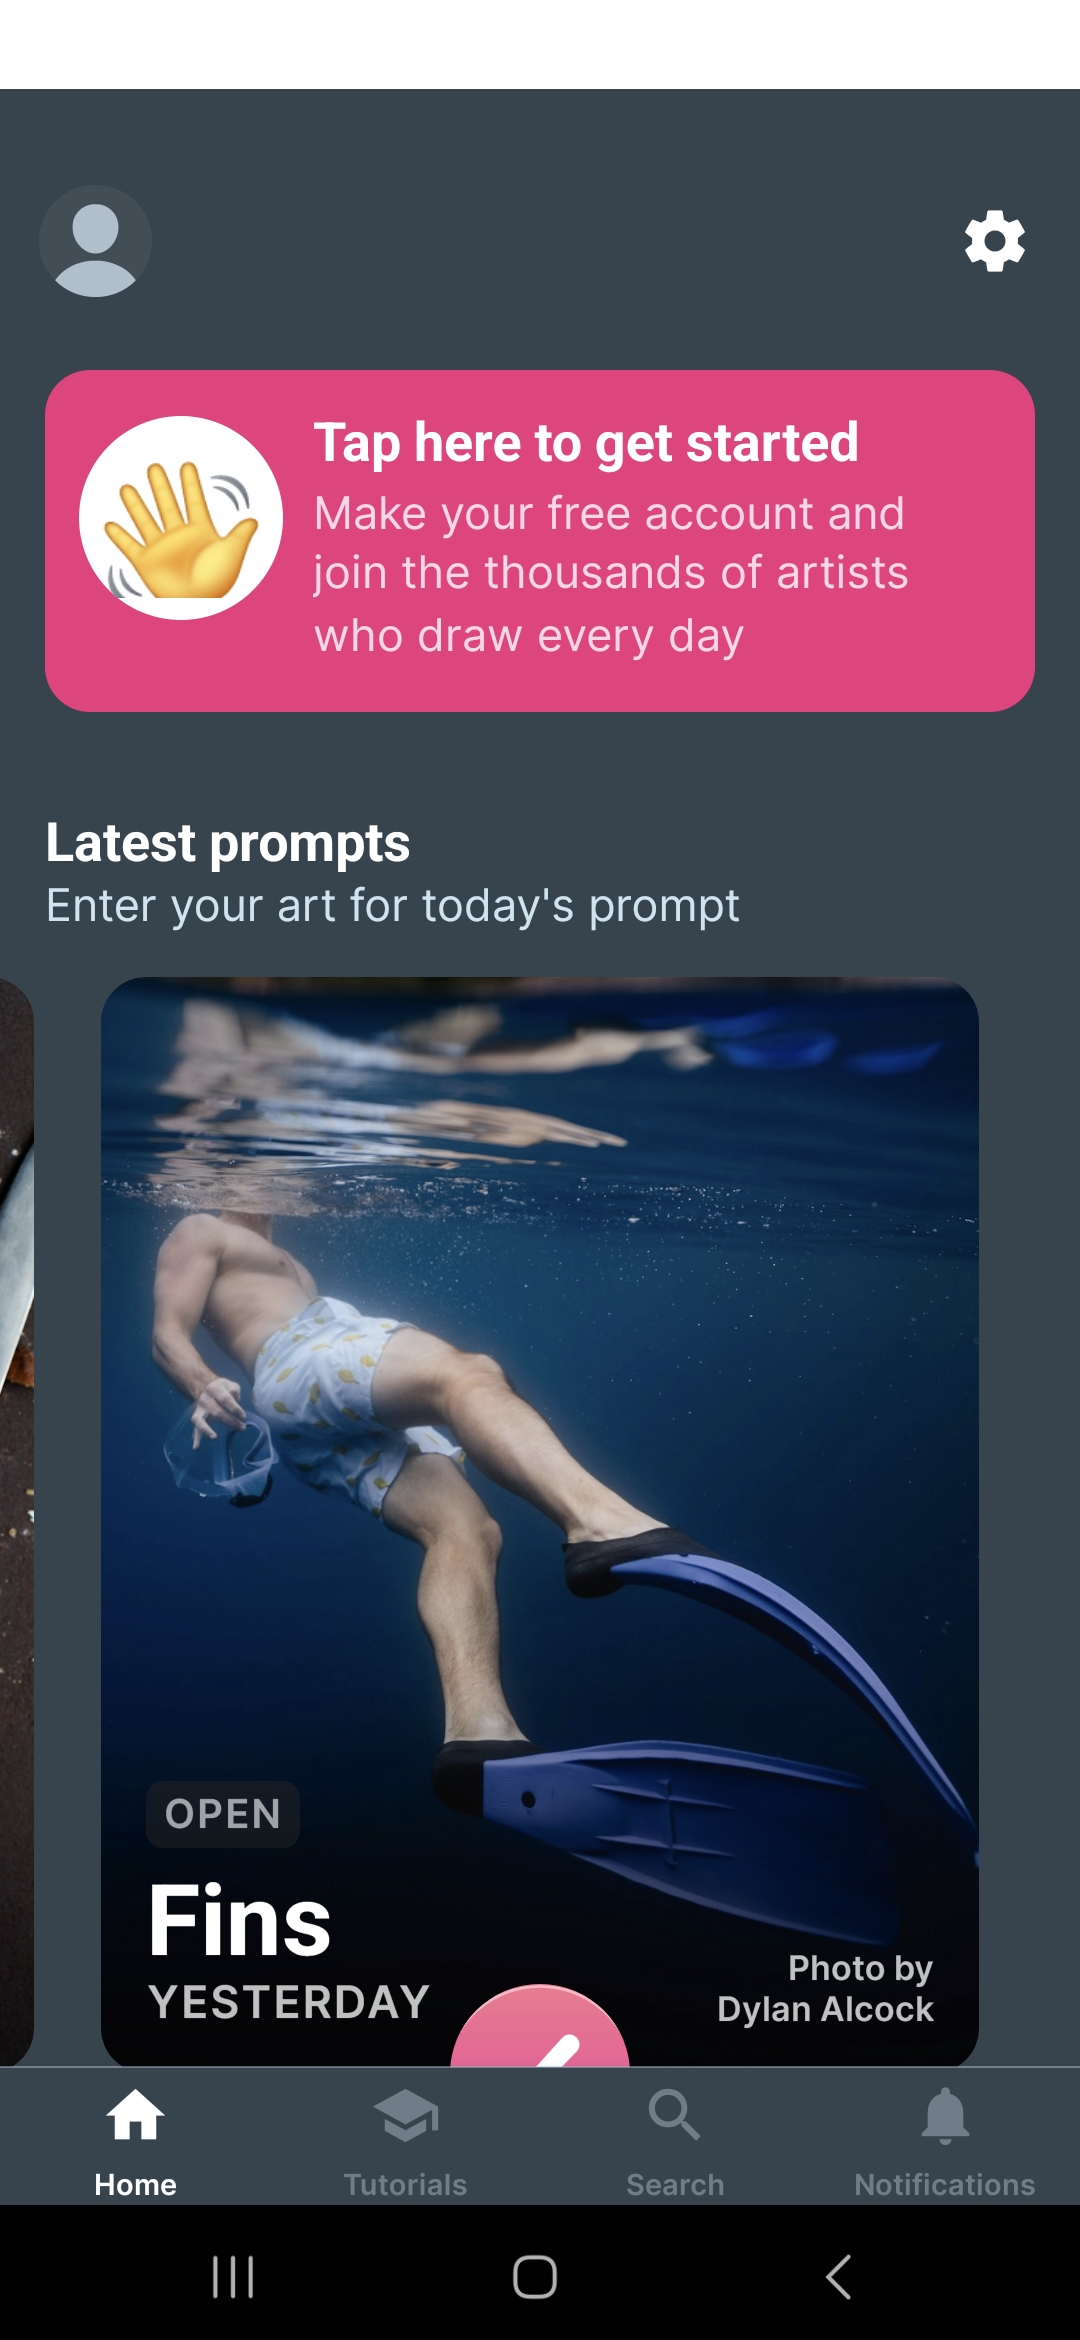 Tap here to get started
Make your free account and
join the thousands of artists
who draw every day
Latest prompts
Enter your art for today's prompt
OPEN
Fins
YESTERDAY
Photo by
Dylan Alcock
Home
Tutorials
Search
Notifications